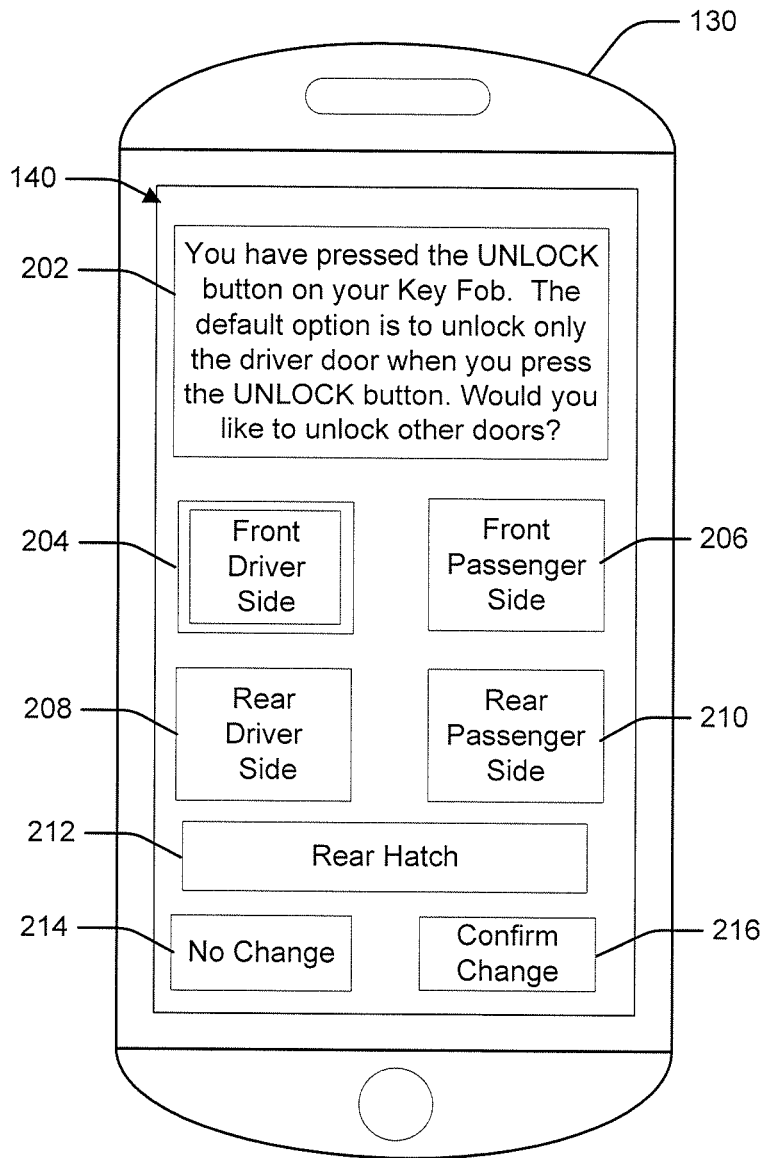 130
140
202
You have pressed the UNLOCK
button on your Key Fob. The
default option is to unlock only
the driver door when you press
the UNLOCK button. Would you
like to unlock other doors?
204
Front
Driver
Side
Front
Passenger
Side
206
208
Rear
Driver
Side
Rear
Passenger
Side
210
212
Rear Hatch
214
No Change
Confirm
Change
216